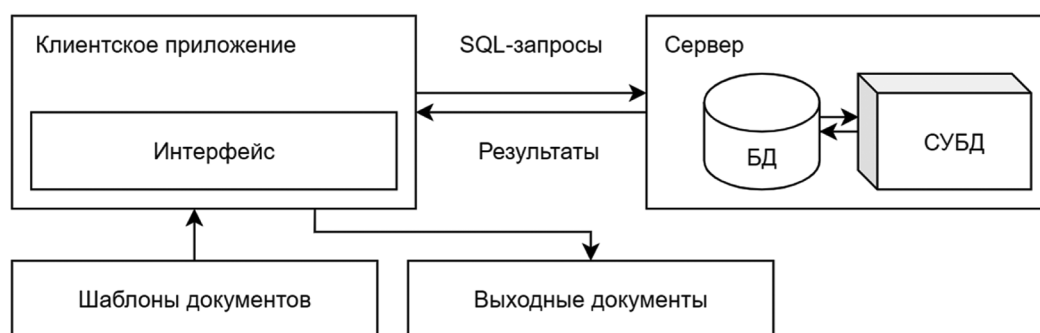 Клиентское приложение
SQL-запросы
Сервер
Интерфейс
Результаты
БД
СУБД
Шаблоны документов
Выходные документы